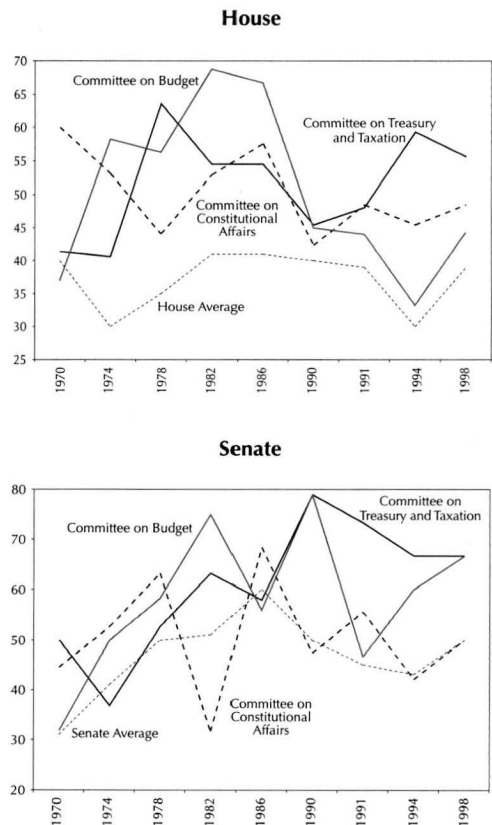 House
70
65
60
55
50
45
40
35
30
25
Committee on Budget
Committee on Treasury
and Taxation
Committee on
Constitutional
Affairs
House Average
1970
1974
1978
1982
1986
1990
1991
1994
1998
Senate
80
70
60
50
40
30
20
Committee on Budget
Committee on
Treasury and Taxation
Committee on
Constitutional
Affairs
Senate Average
1970
1974
1978
1982
1986
1990
1991
1994
1998